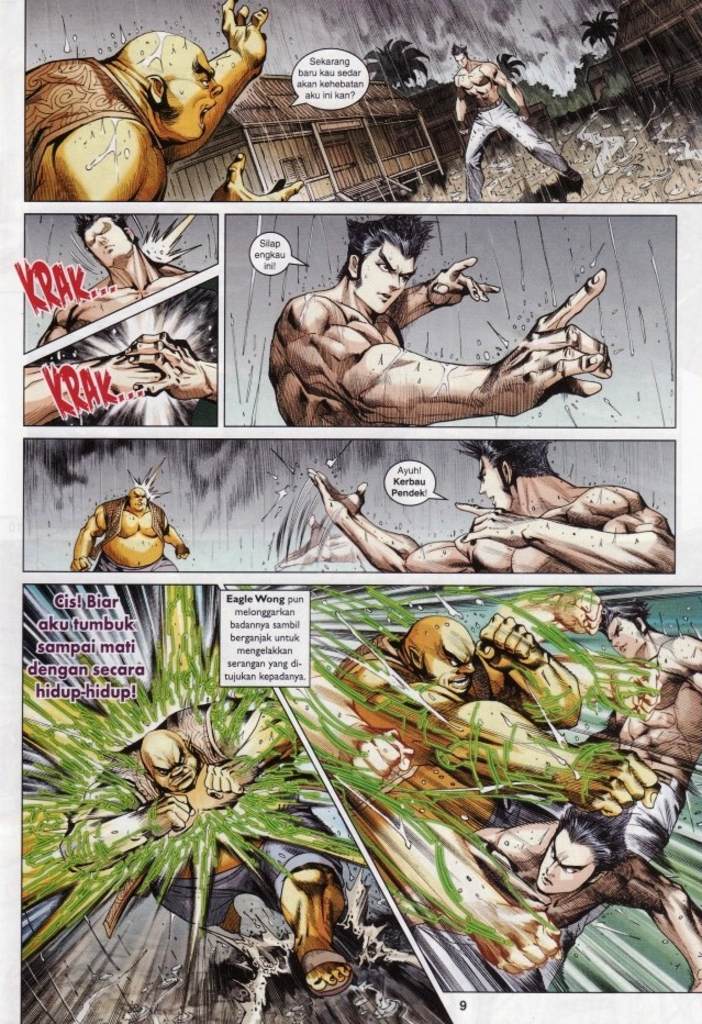 Sekarang
baru kau sedar
akan kehebatan
aku ini kan?
KRAK...
KRAK...
Silap
engkau
ini!
Ayuh!
Kerbau
Pendek!
Cis! Biar
aku tumbuk
sampai mati
dengan secara
hidup-hidup!
Eagle Wong pun
melonggarkan
badannya sambil
berganjak untuk
mengelakkan
serangan yang di-
tujukan kepadanya.
9